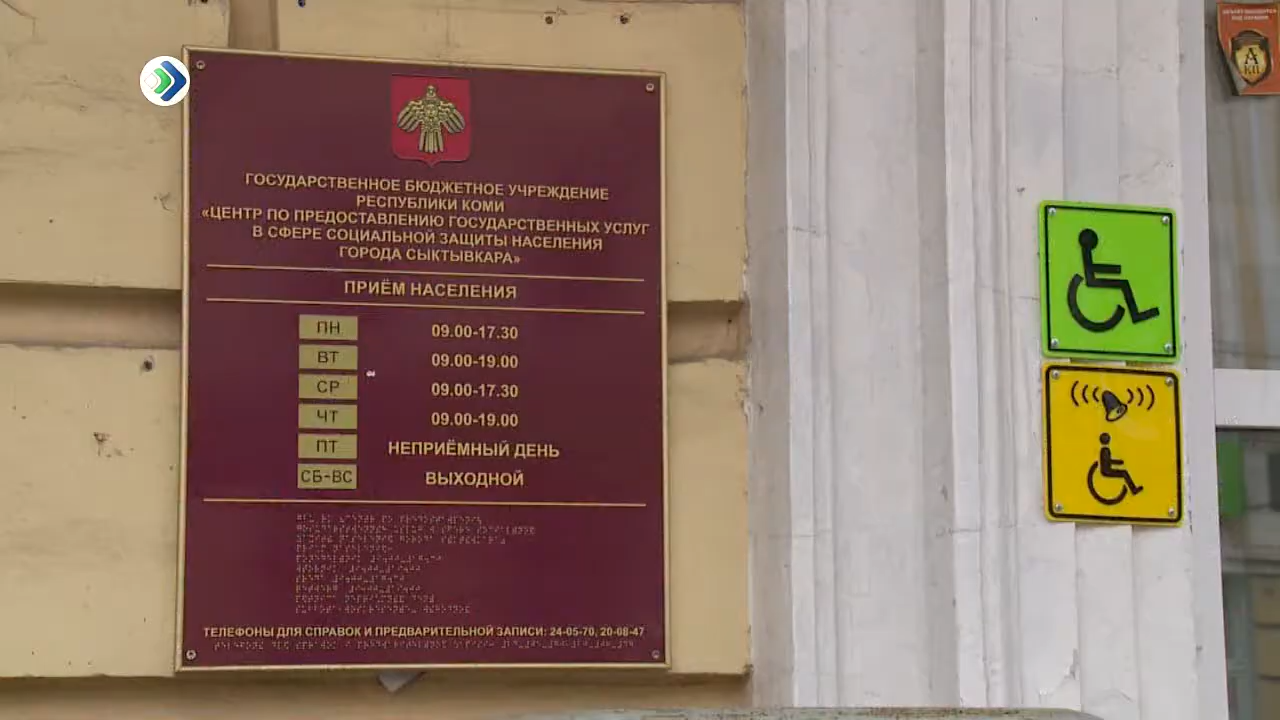 ГОСУДАРСТВЕННОЕ БЮДЖЕТНОЕ УЧРЕЖДЕНИЕ
РЕСПУБЛИКИ КОМИ
«ЦЕНТР ПО ПРЕДОСТАВЛЕНИЮ ГОСУДАРСТВЕННЫХ УСЛУГ
В СФЕРЕ СОЦИАЛЬНОЙ ЗАЩИТЫ НАСЕЛЕНИЯ
ГОРОДА СЫКТЫВКАРА»
ПРИЁМ НАСЕЛЕНИЯ
ПН 09.00-17.30
ВТ 09.00-19.00
СР 09.00-17.30
ЧТ 09.00-19.00
ПТ НЕПРИЁМНЫЙ ДЕНЬ
СБ-ВС ВЫХОДНОЙ
ТЕЛЕФОНЫ ДЛЯ СПРАВОК И ПРЕДВАРИТЕЛЬНОЙ ЗАПИСИ: 24-05-70, 20-08-47